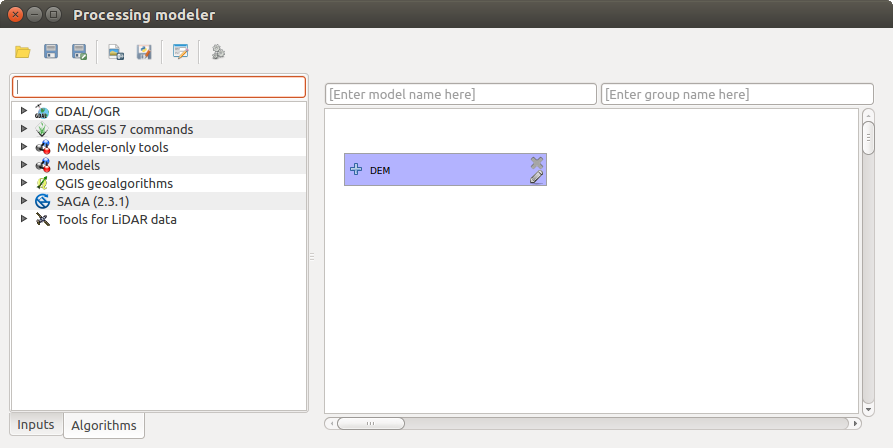 Processing modeler
[Enter model name here]
[Enter group name here]
GDAL/OGR
GRASS GIS 7 commands
Modeler-only tools
Models
QGIS geoalgorithms
SAGA (2.3.1)
Tools for LiDAR data
DEM
Inputs
Algorithms